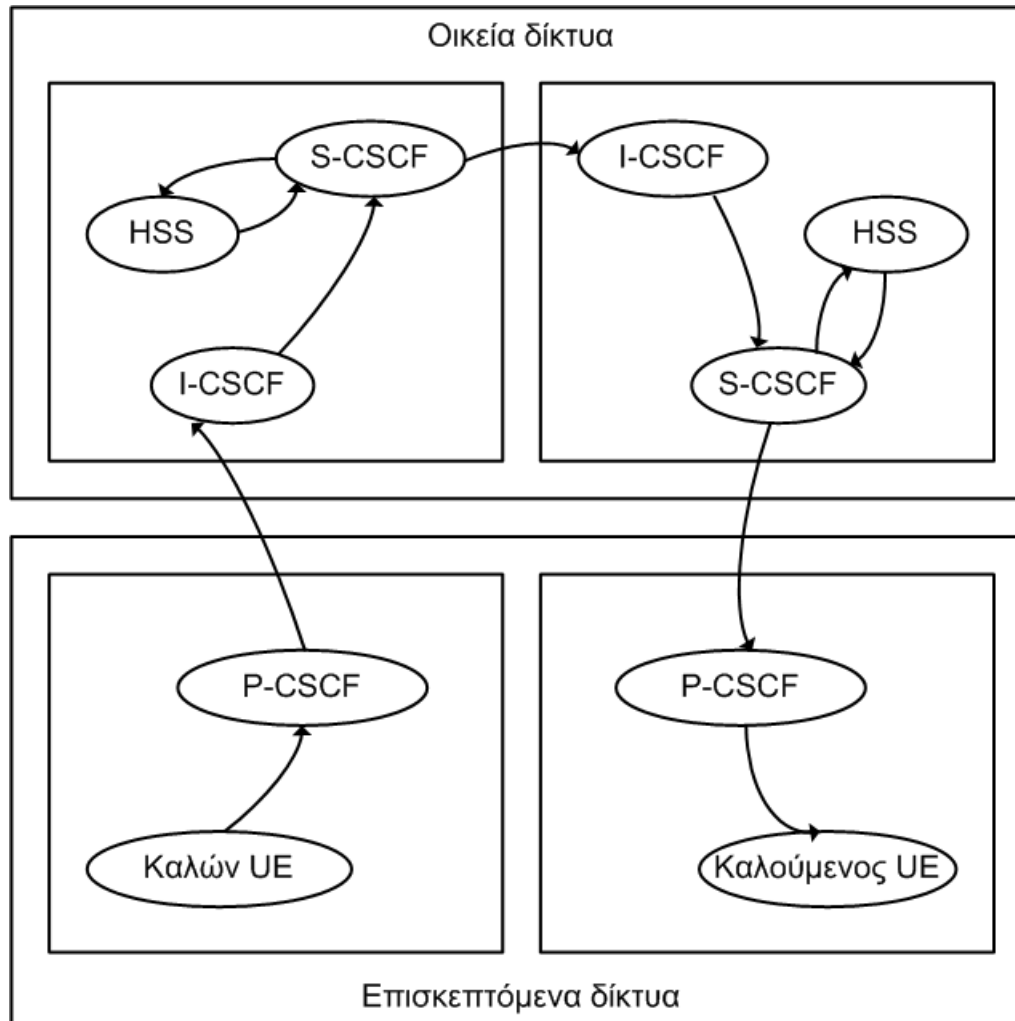 Οικεία δίκτυα
S-CSCF
HSS
I-CSCF
I-CSCF
HSS
S-CSCF
P-CSCF
Καλών UE
P-CSCF
Καλούμενος UE
Επισκεπτόμενα δίκτυα